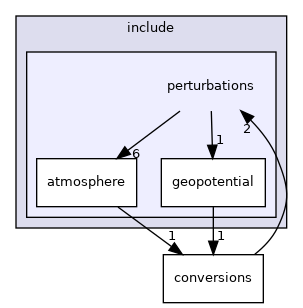 include
perturbations
2
6
1
atmosphere
geopotential
1
1
conversions